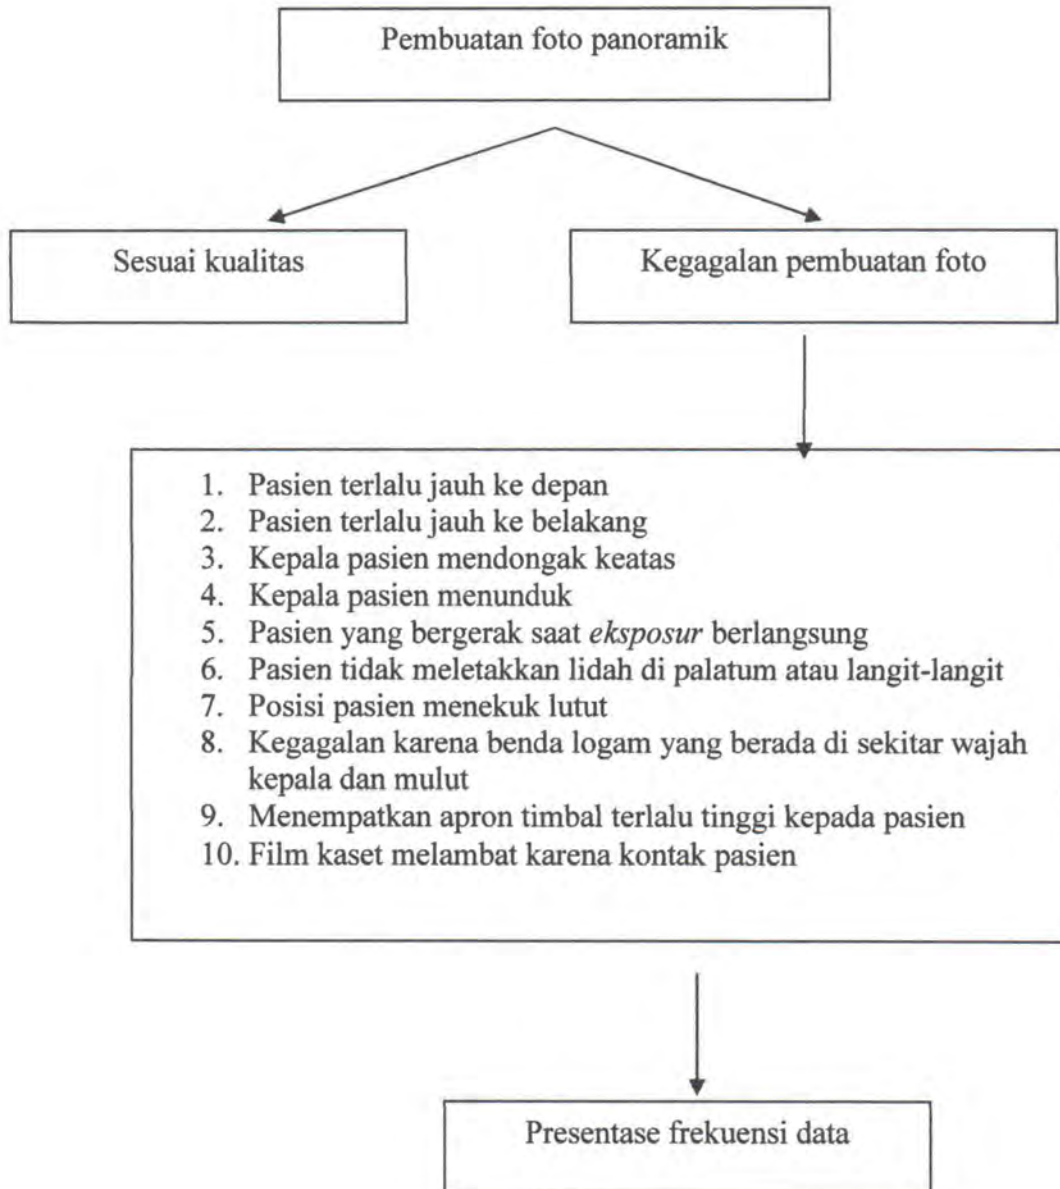 Pembuatan foto panoramik
Sesuai kualitas
Kegagalan pembuatan foto
1. Pasien terlalu jauh ke depan
2. Pasien terlalu jauh ke belakang
3. Kepala pasien mendongak keatas
4. Kepala pasien menunduk
5. Pasien yang bergerak saat eksposur berlangsung
6. Pasien tidak meletakkan lidah di palatum atau langit-langit
7. Posisi pasien menekuk lutut
8. Kegagalan karena benda logam yang berada di sekitar wajah
kepala dan mulut
9. Menempatkan apron timbal terlalu tinggi kepada pasien
10. Film kaset melambat karena kontak pasien
Presentase frekuensi data